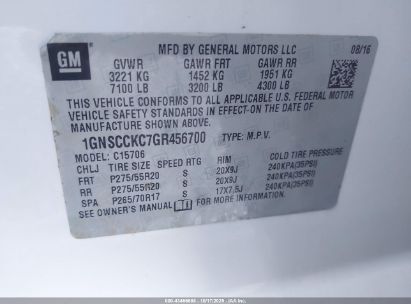 GM
MFD BY GENERAL MOTORS LLC 08/16
GVWR GAWR FRT GAWR RR
3221 KG 1452 KG 1951 KG
7100 LB 3200 LB 4300 LB
THIS VEHICLE CONFORMS TO ALL APPLICABLE U.S. FEDERAL MOTOR
VEHICLE SAFETY STANDARDS IN EFFECT ON THE DATE OF
MANUFACTURE SHOWN ABOVE.
1GNSCCKC7GR456700 TYPE: M.P.V.
MODEL: C15706
CHLJ TIRE SIZE SPEED RTG RIM COLD TIRE PRESSURE
FRT P275/55R20 S 20X9J 240KPA(35PSI)
RR P275/55R20 S 20X9J 240KPA(35PSI)
SPA P265/70R17 S 17X7.5J 240KPA(35PSI)
SEE OWNER'S MANUAL